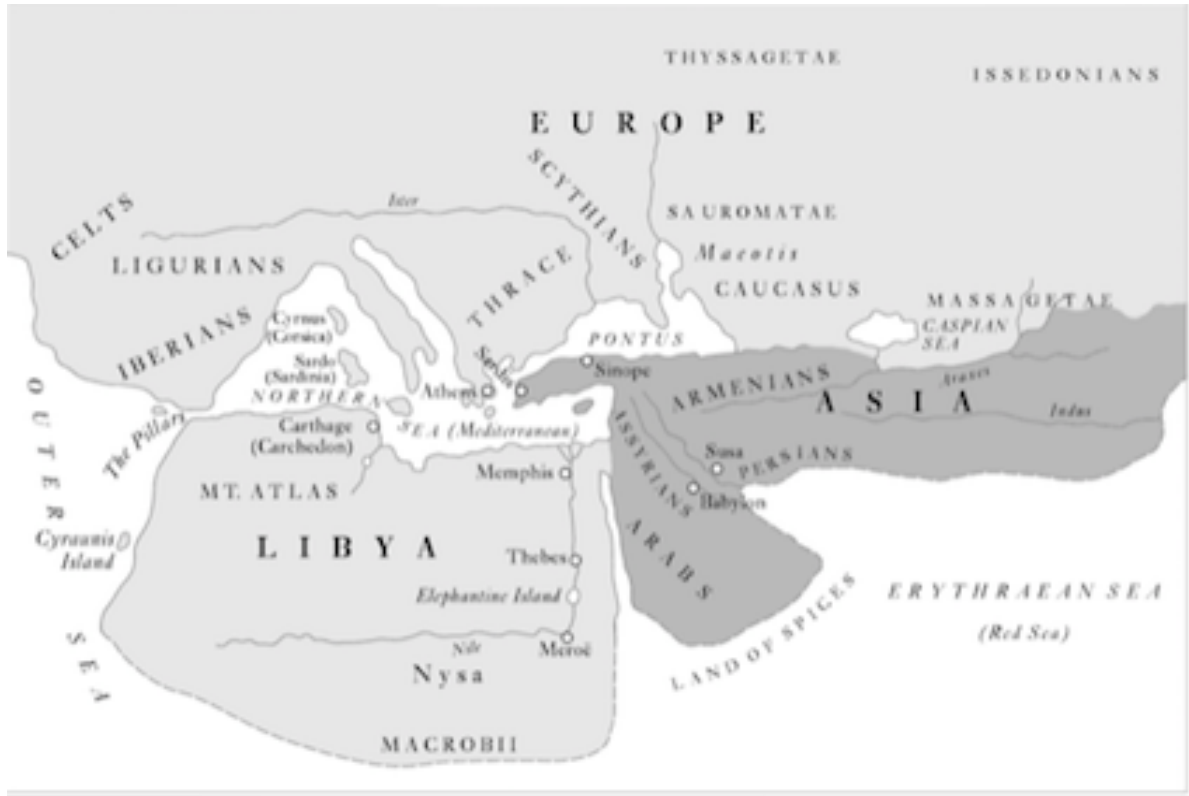 THYSSAGETAE
ISSEDONIANS
EUROPE
SCYTHIANS
CELTS
Ister
SAUROMATAE
LIGURIANS
Maeotis
THRACE
CAUCASUS
IBERIANS
MASSAGETAE
Cyrnus
(Corsica)
CASPIAN
SEA
PONTUS
Sardo
(Sardinia)
Sardis
Sinope
ARMENIANS
Araxes
ASIA
Athens
NORTHERN
SEA (Mediterranean)
Indus
OUTER
SEA
The Pillars
Carthage
(Carchedon)
ASSYRIANS
Susa
PERSIANS
Memphis
MT. ATLAS
Babylon
Cyraunis
Island
LIBYA
ARABS
Thebes
Elephantine Island
ERYTHRAEAN SEA
(Red Sea)
LAND OF SPICES
Nile
Meroë
Nysa
MACROBII